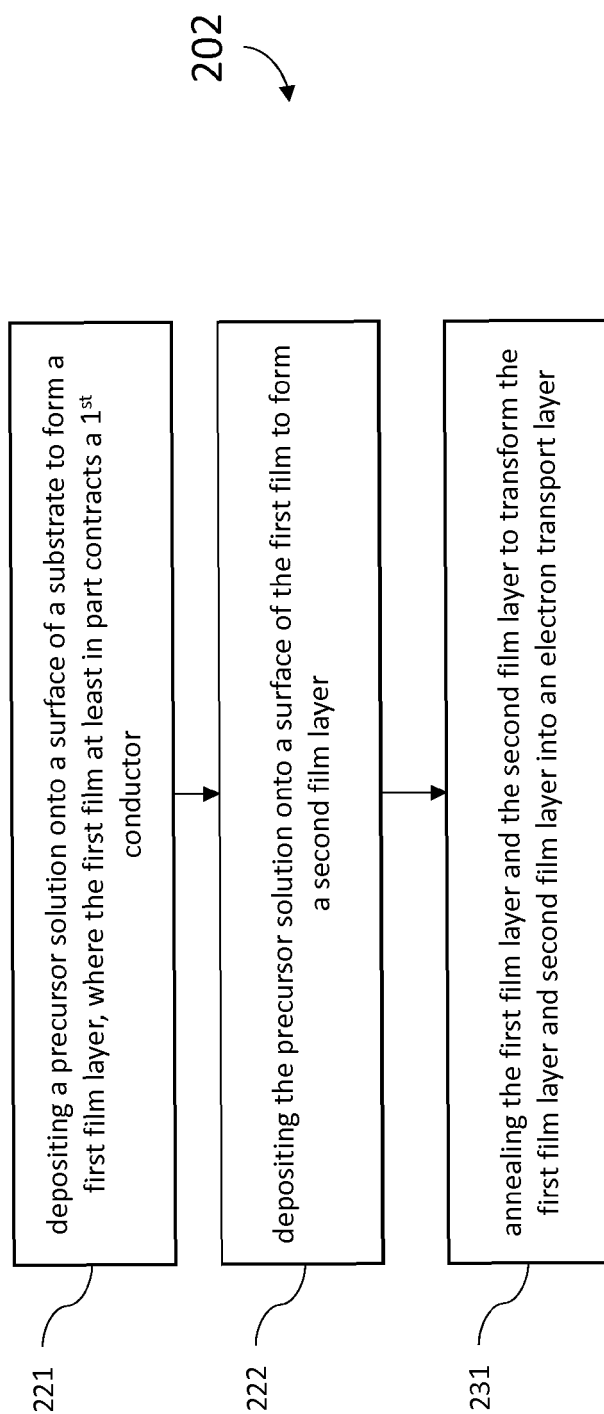 202
221
depositing a precursor solution onto a surface of a substrate to form a
first film layer, where the first film at least in part contracts a 1st
conductor
222
depositing the precursor solution onto a surface of the first film to form
a second film layer
231
annealing the first film layer and the second film layer to transform the
first film layer and second film layer into an electron transport layer